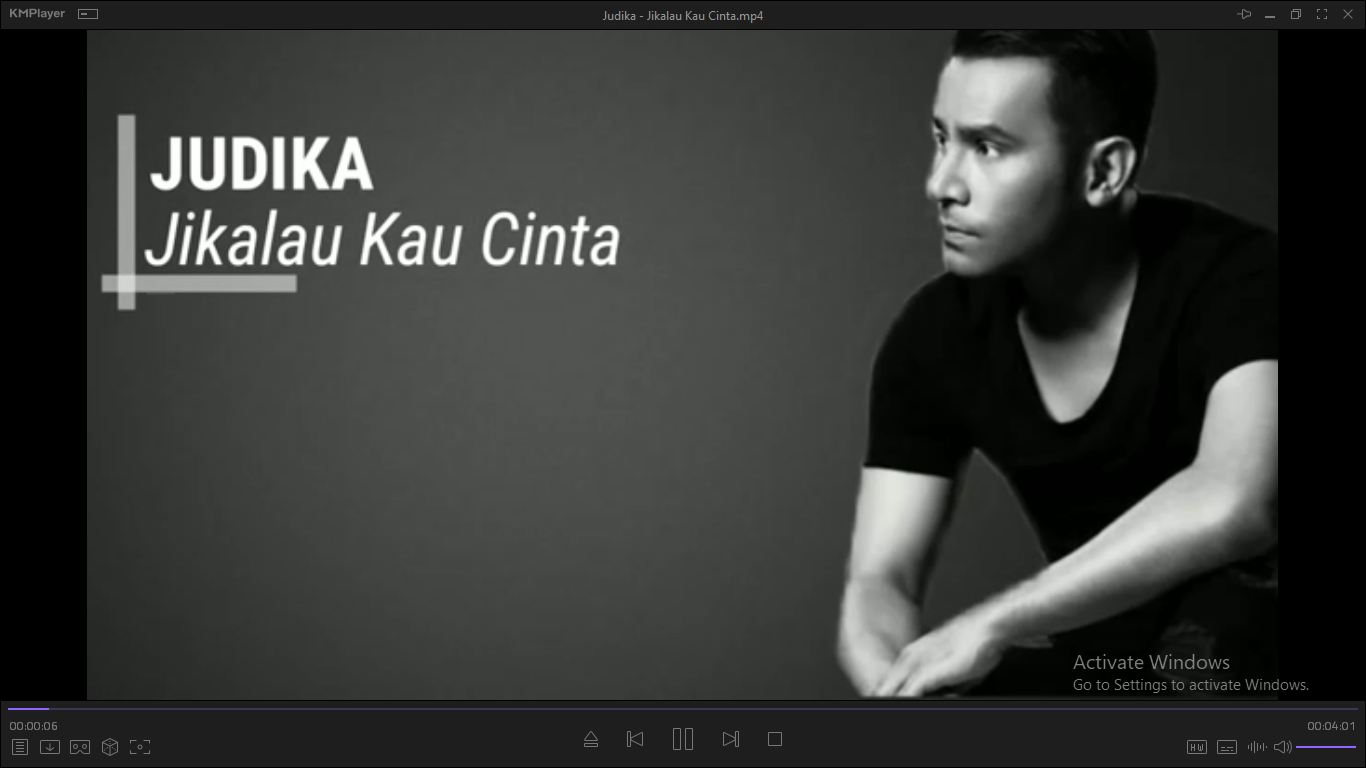 KMPlayer
Judika - Jikalau Kau Cinta.mp4
JUDIKA
Jikalau Kau Cinta
Activate Windows
Go to Settings to activate Windows.
00:00:06
00:04:01
HW